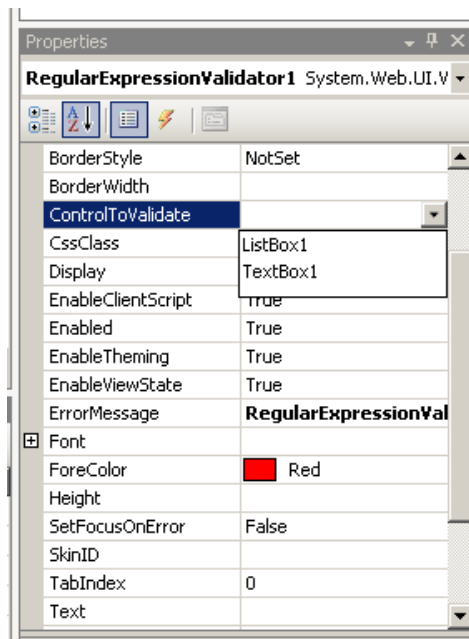 Properties
RegularExpressionValidator1 System.Web.UI.V
BorderStyle NotSet
BorderWidth
ControlToValidate
CssClass ListBox1
Display TextBox1
EnableClientScript True
Enabled True
EnableTheming True
EnableViewState True
ErrorMessage RegularExpressionVal
Font
ForeColor Red
Height
SetFocusOnError False
SkinID
TabIndex 0
Text